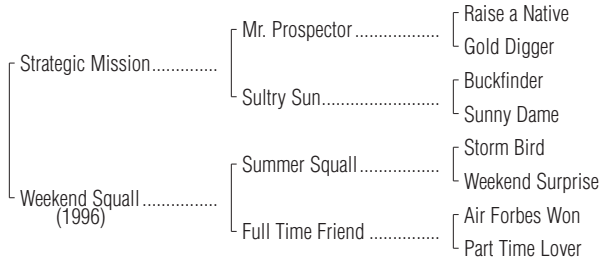 Raise a Native
Mr. Prospector ..................
Gold Digger
Strategic Mission..............
Buckfinder
Sultry Sun.........................
Sunny Dame
Storm Bird
Summer Squall.................
Weekend Surprise
Weekend Squall................
(1996)
Air Forbes Won
Full Time Friend ...............
Part Time Lover